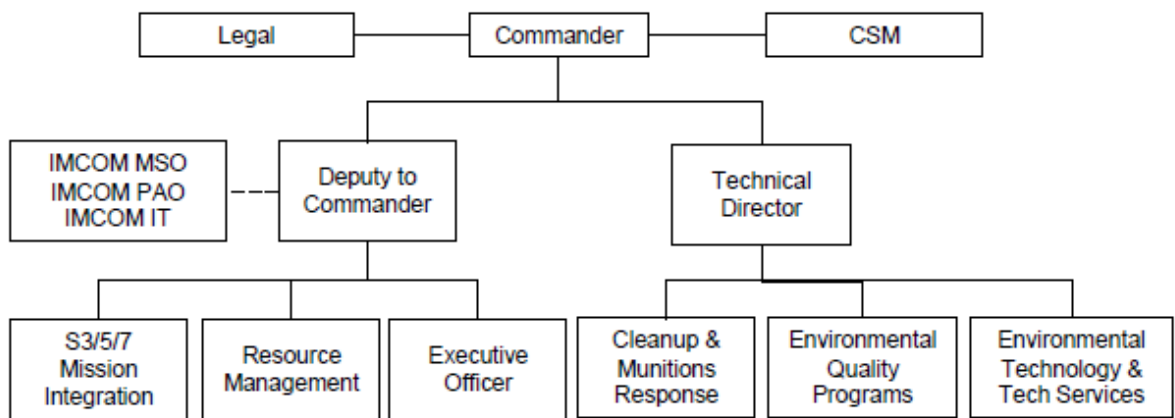 Legal
Commander
CSM
IMCOM MSO
IMCOM PAO
IMCOM IT
Deputy to
Commander
Technical
Director
S3/5/7
Mission
Integration
Resource
Management
Executive
Officer
Cleanup &
Munitions
Response
Environmental
Quality
Programs
Environmental
Technology &
Tech Services